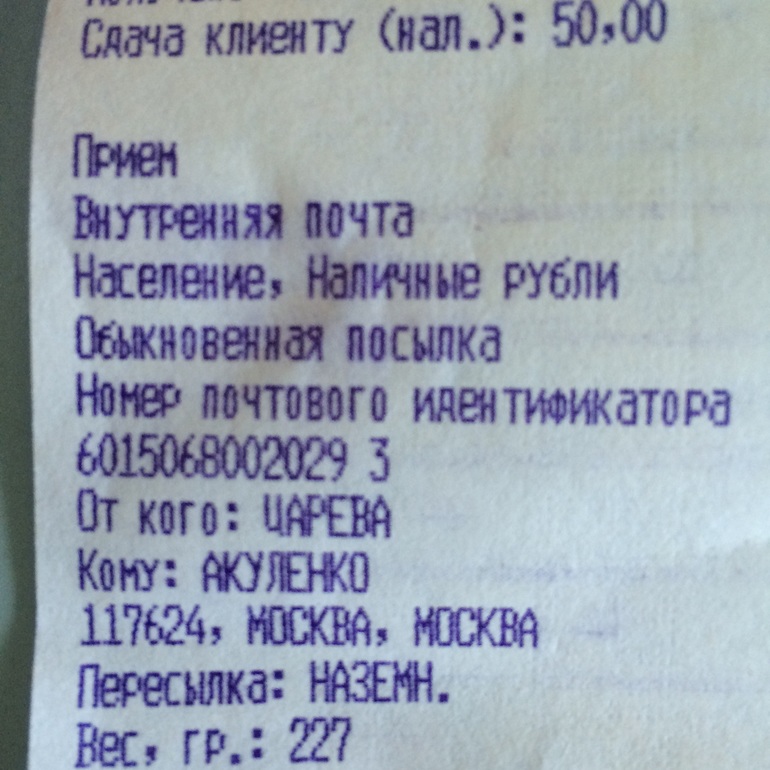 Сдача клиенту (нал.): 50,00
Прием
Внутренняя почта
Население, Наличные рубли
Обыкновенная посылка
Номер почтового идентификатора
6015068002029 3
От кого: ЦАРЕВА
Кому: АКУЛЕНКО
117624, МОСКВА, МОСКВА
Пересылка: НАЗЕМН.
Вес, гр.: 227